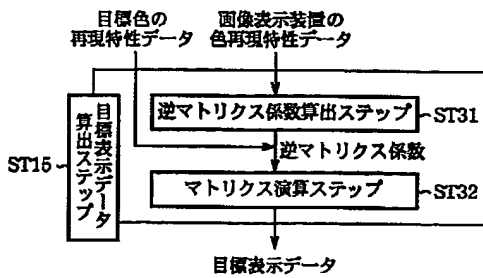 目標色の
再現特性データ
画像表示装置の
色再現特性データ
目標表示データ
算出ステップ
ST15
逆マトリクス係数算出ステップ
ST31
逆マトリクス係数
マトリクス演算ステップ
ST32
目標表示データ